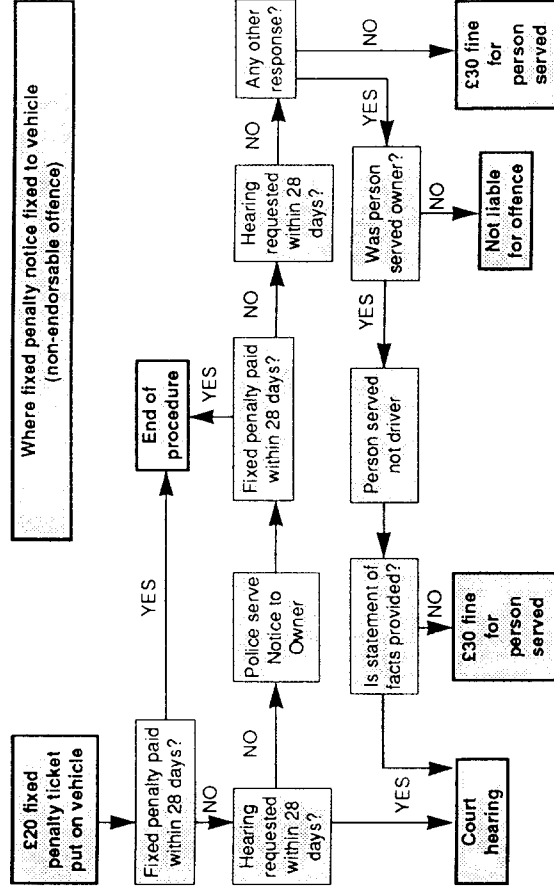 Where fixed penalty notice fixed to vehicle
(non-endorsable offence)
£20 fixed
penalty ticket
put on vehicle
Fixed penalty paid
within 28 days?
YES
End of
procedure
NO
Hearing
requested
within 28
days?
NO
Police serve
Notice to
Owner
Fixed penalty paid
within 28 days?
YES
NO
Hearing
requested
within 28
days?
NO
Any other
response?
NO
£30 fine
for
person
served
YES
Was person
served owner?
NO
Not liable
for offence
YES
Person served
not driver
Is statement of
facts provided?
NO
£30 fine
for
person
served
YES
Court
hearing